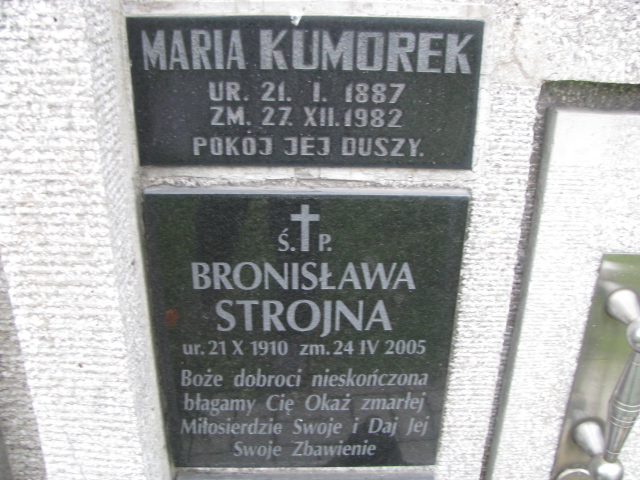 MARIA KUMOREK
UR. 21. I. 1887
ZM. 27. XII. 1982
POKÓJ JEJ DUSZY.
Ś. P.
BRONISŁAWA
STROJNA
ur. 21 X 1910 zm. 24 IV 2005
Boże dobroci nieskończona
błagamy Cię Okaż zmarłej
Miłosierdzie Swoje i Daj Jej
Swoje Zbawienie